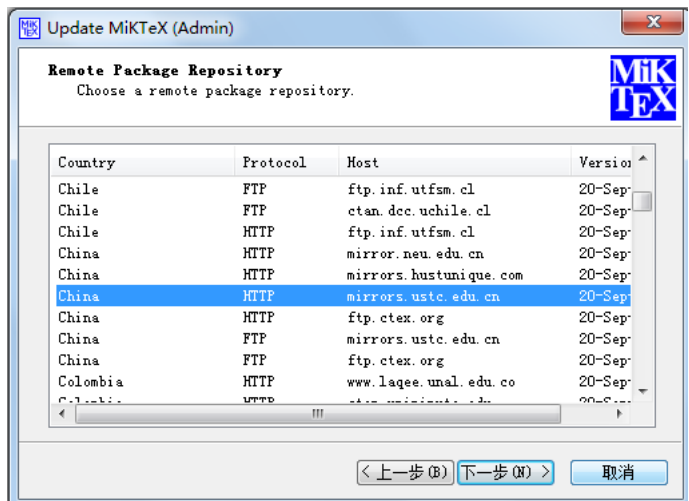 Update MiKTeX (Admin)
Remote Package Repository
Choose a remote package repository.
MiK
TEX
Country Protocol Host Version
Chile FTP ftp.inf.utfsm.cl 20-Sep
Chile FTP ctan.dcc.uchile.cl 20-Sep
Chile HTTP ftp.inf.utfsm.cl 20-Sep
China HTTP mirror.neu.edu.cn 20-Sep
China HTTP mirrors.hustunique.com 20-Sep
China HTTP mirrors.ustc.edu.cn 20-Sep
China HTTP ftp.ctex.org 20-Sep
China FTP mirrors.ustc.edu.cn 20-Sep
China FTP ftp.ctex.org 20-Sep
Colombia HTTP www.laqee.unal.edu.co 20-Sep
< 上一步(B) 下一步(N) > 取消